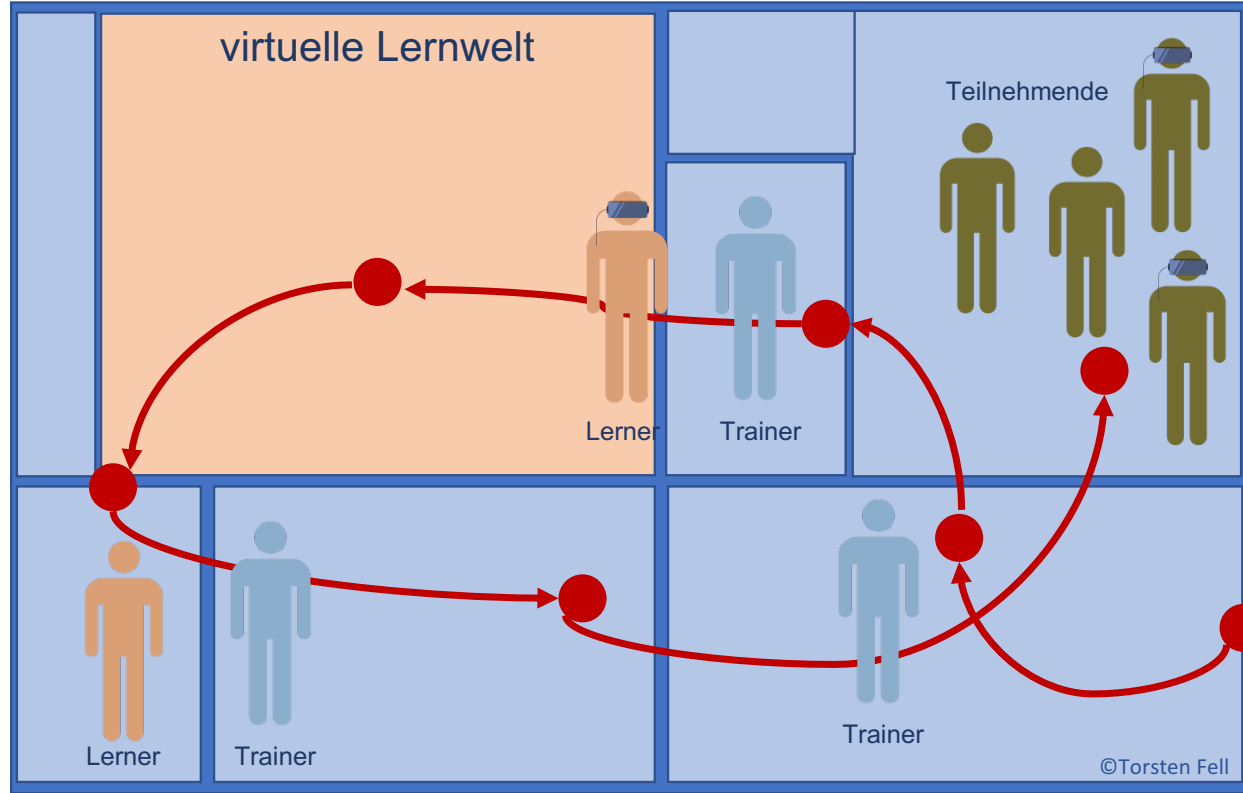 virtuelle Lernwelt
Teilnehmende
Lerner
Trainer
Lerner
Trainer
Trainer
©Torsten Fell